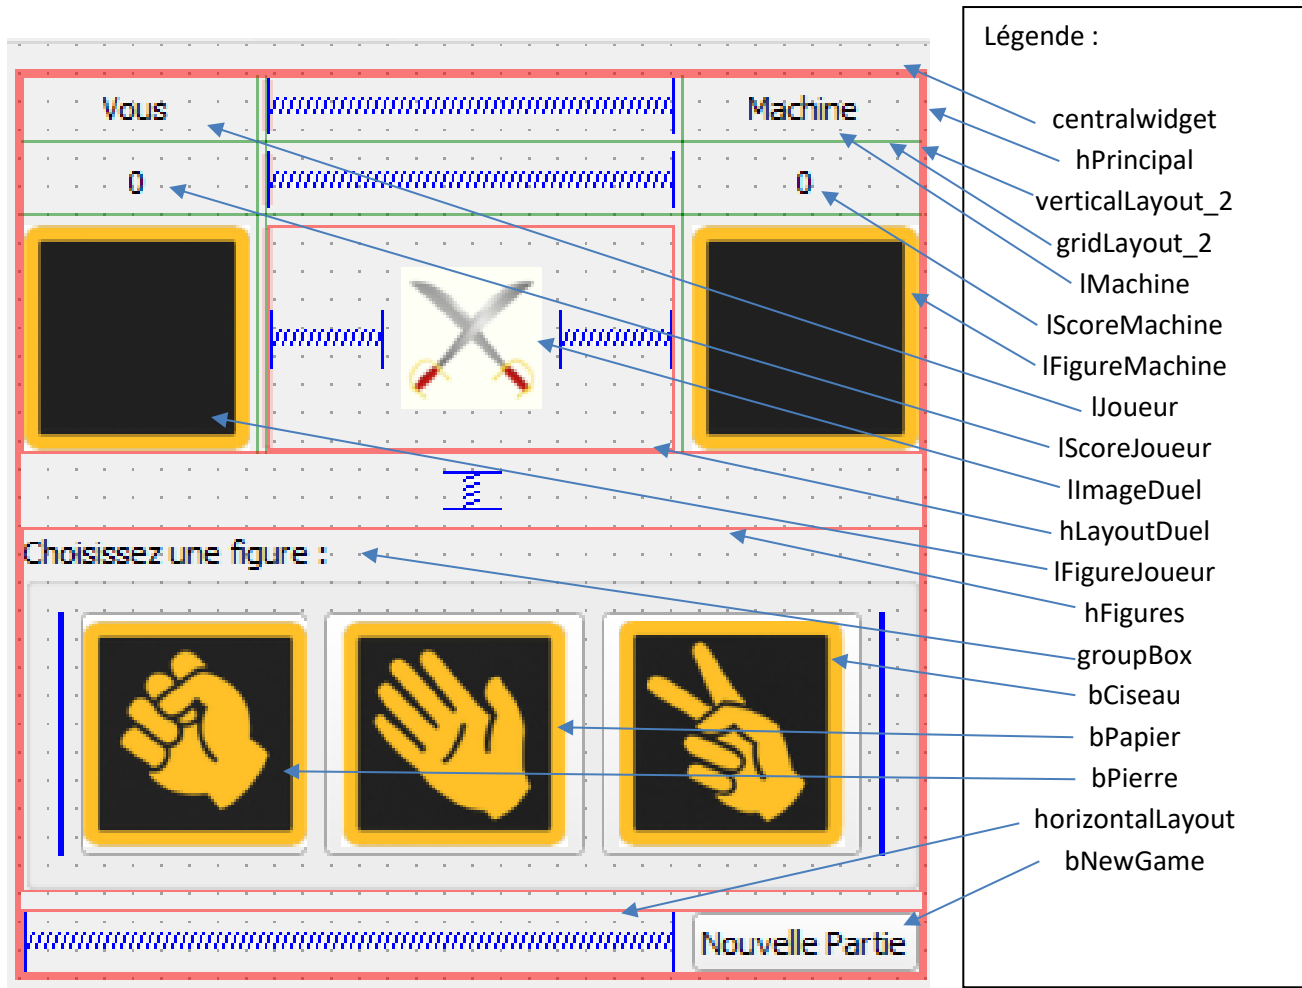 Légende :
Vous
Machine
0
0
Choisissez une figure :
Nouvelle Partie
centralwidget
hPrincipal
verticalLayout_2
gridLayout_2
lMachine
lScoreMachine
lFigureMachine
lJoueur
lScoreJoueur
lImageDuel
hLayoutDuel
lFigureJoueur
hFigures
groupBox
bCiseau
bPapier
bPierre
horizontalLayout
bNewGame